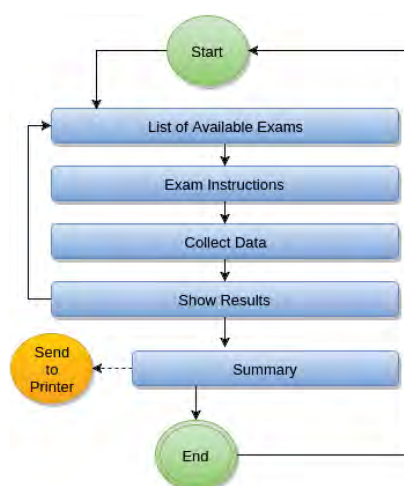 Start
List of Available Exams
Exam Instructions
Collect Data
Show Results
Send
to
Printer
Summary
End